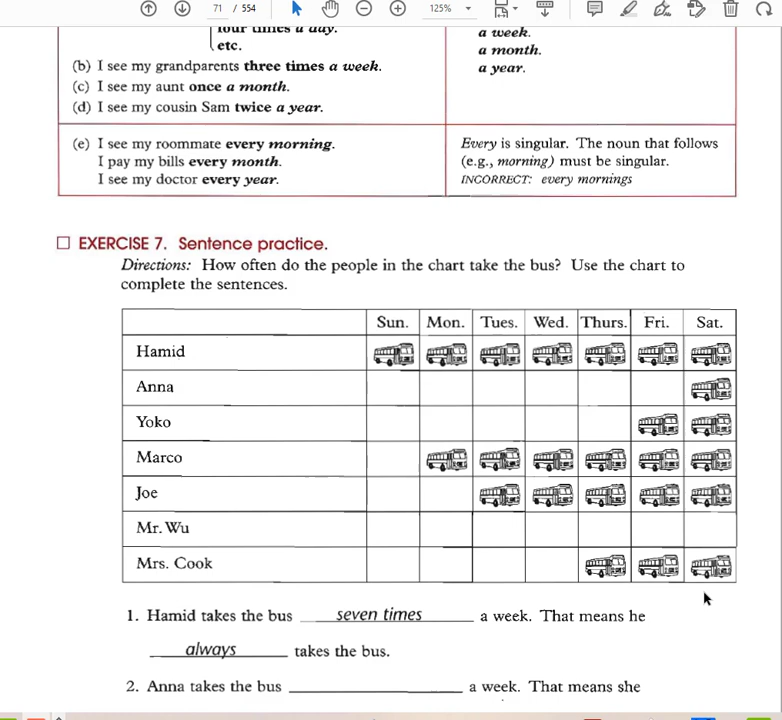 71 / 554
125%
four times a day.
etc.
a week.
a month.
a year.
(b) I see my grandparents three times a week.
(c) I see my aunt once a month.
(d) I see my cousin Sam twice a year.
(e) I see my roommate every morning.
I pay my bills every month.
I see my doctor every year.
Every is singular. The noun that follows
(e.g., morning) must be singular.
INCORRECT: every mornings
EXERCISE 7. Sentence practice.
Directions: How often do the people in the chart take the bus? Use the chart to
complete the sentences.
Sun. Mon. Tues. Wed. Thurs. Fri. Sat.
Hamid
Anna
Yoko
Marco
Joe
Mr. Wu
Mrs. Cook
1. Hamid takes the bus seven times a week. That means he
always takes the bus.
2. Anna takes the bus ____________ a week. That means she